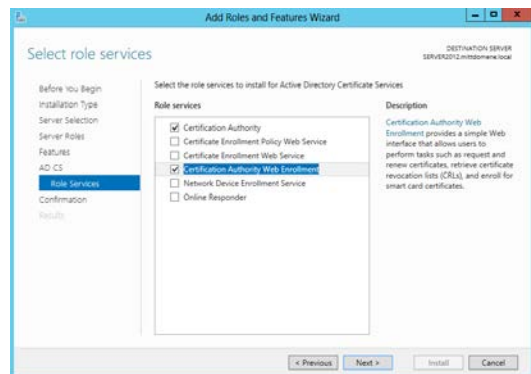 Add Roles and Features Wizard
Select role services
DESTINATION SERVER
SERVER2012.mittdomene.local
Before You Begin
Installation Type
Server Selection
Server Roles
Features
AD CS
Role Services
Confirmation
Results
Select the role services to install for Active Directory Certificate Services
Role services
Certification Authority
Certificate Enrollment Policy Web Service
Certificate Enrollment Web Service
Certification Authority Web Enrollment
Network Device Enrollment Service
Online Responder
Description
Certification Authority Web
Enrollment provides a simple Web
interface that allows users to
perform tasks such as request and
renew certificates, retrieve certificate
revocation lists (CRLs), and enroll for
smart card certificates.
< Previous
Next >
Install
Cancel